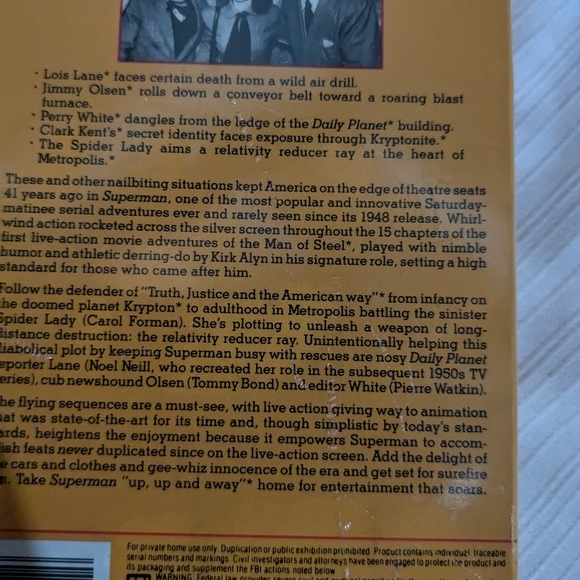 · Lois Lane* faces certain death from a wild air drill.
· Jimmy Olsen* rolls down a conveyor belt toward a roaring blast
furnace.
· Perry White* dangles from the ledge of the Daily Planet* building.
· Clark Kent's* secret identity faces exposure through Kryptonite.*
· The Spider Lady aims a relativity reducer ray at the heart of
Metropolis.*
These and other nailbiting situations kept America on the edge of theatre seats
41 years ago in Superman, one of the most popular and innovative Saturday-
matinee serial adventures ever and rarely seen since its 1948 release. Whirl-
wind action rocketed across the silver screen throughout the 15 chapters of the
first live-action movie adventures of the Man of Steel*, played with nimble
humor and athletic derring-do by Kirk Alyn in his signature role, setting a high
standard for those who came after him.
Follow the defender of "Truth, Justice and the American way"* from infancy on
the doomed planet Krypton* to adulthood in Metropolis battling the sinister
Spider Lady (Carol Forman). She's plotting to unleash a weapon of long-
distance destruction: the relativity reducer ray. Unintentionally helping this
diabolical plot by keeping Superman busy with rescues are nosy Daily Planet
reporter Lane (Noel Neill, who recreated her role in the subsequent 1950s TV
eries), cub newshound Olsen (Tommy Bond) and editor White (Pierre Watkin).
he flying sequences are a must-see, with live action giving way to animation
at was state-of-the-art for its time and, though simplistic by today's stan-
ards, heightens the enjoyment because it empowers Superman to accom-
ish feats never duplicated since on the live-action screen. Add the delight of
e cars and clothes and gee-whiz innocence of the era and get set for surefire
Take Superman "up, up and away"* home for entertainment that soars.
For private home use only. Duplication or public exhibition prohibited. Product contains individual traceable
serial numbers and markings. Civil investigators and attorneys have been engaged to protect the product and
its copyrights from piracy among the FBI actions noted below
WARNING: Federal law provides